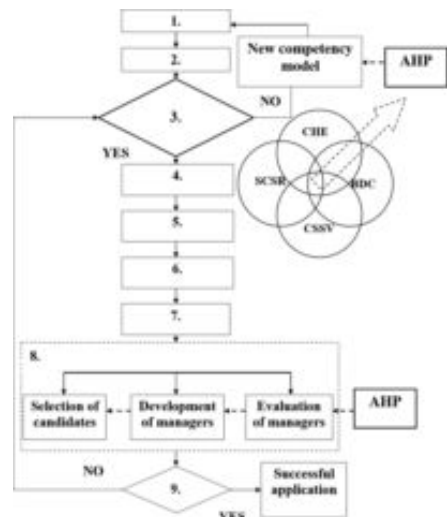 1.
2.
New competency
model
AHP
NO
3.
CHE
YES
SCSR
BDC
4.
CSSV
5.
6.
7.
8.
Selection of
candidates
Development
of managers
Evaluation
of managers
AHP
NO
9.
Successful
application
YES